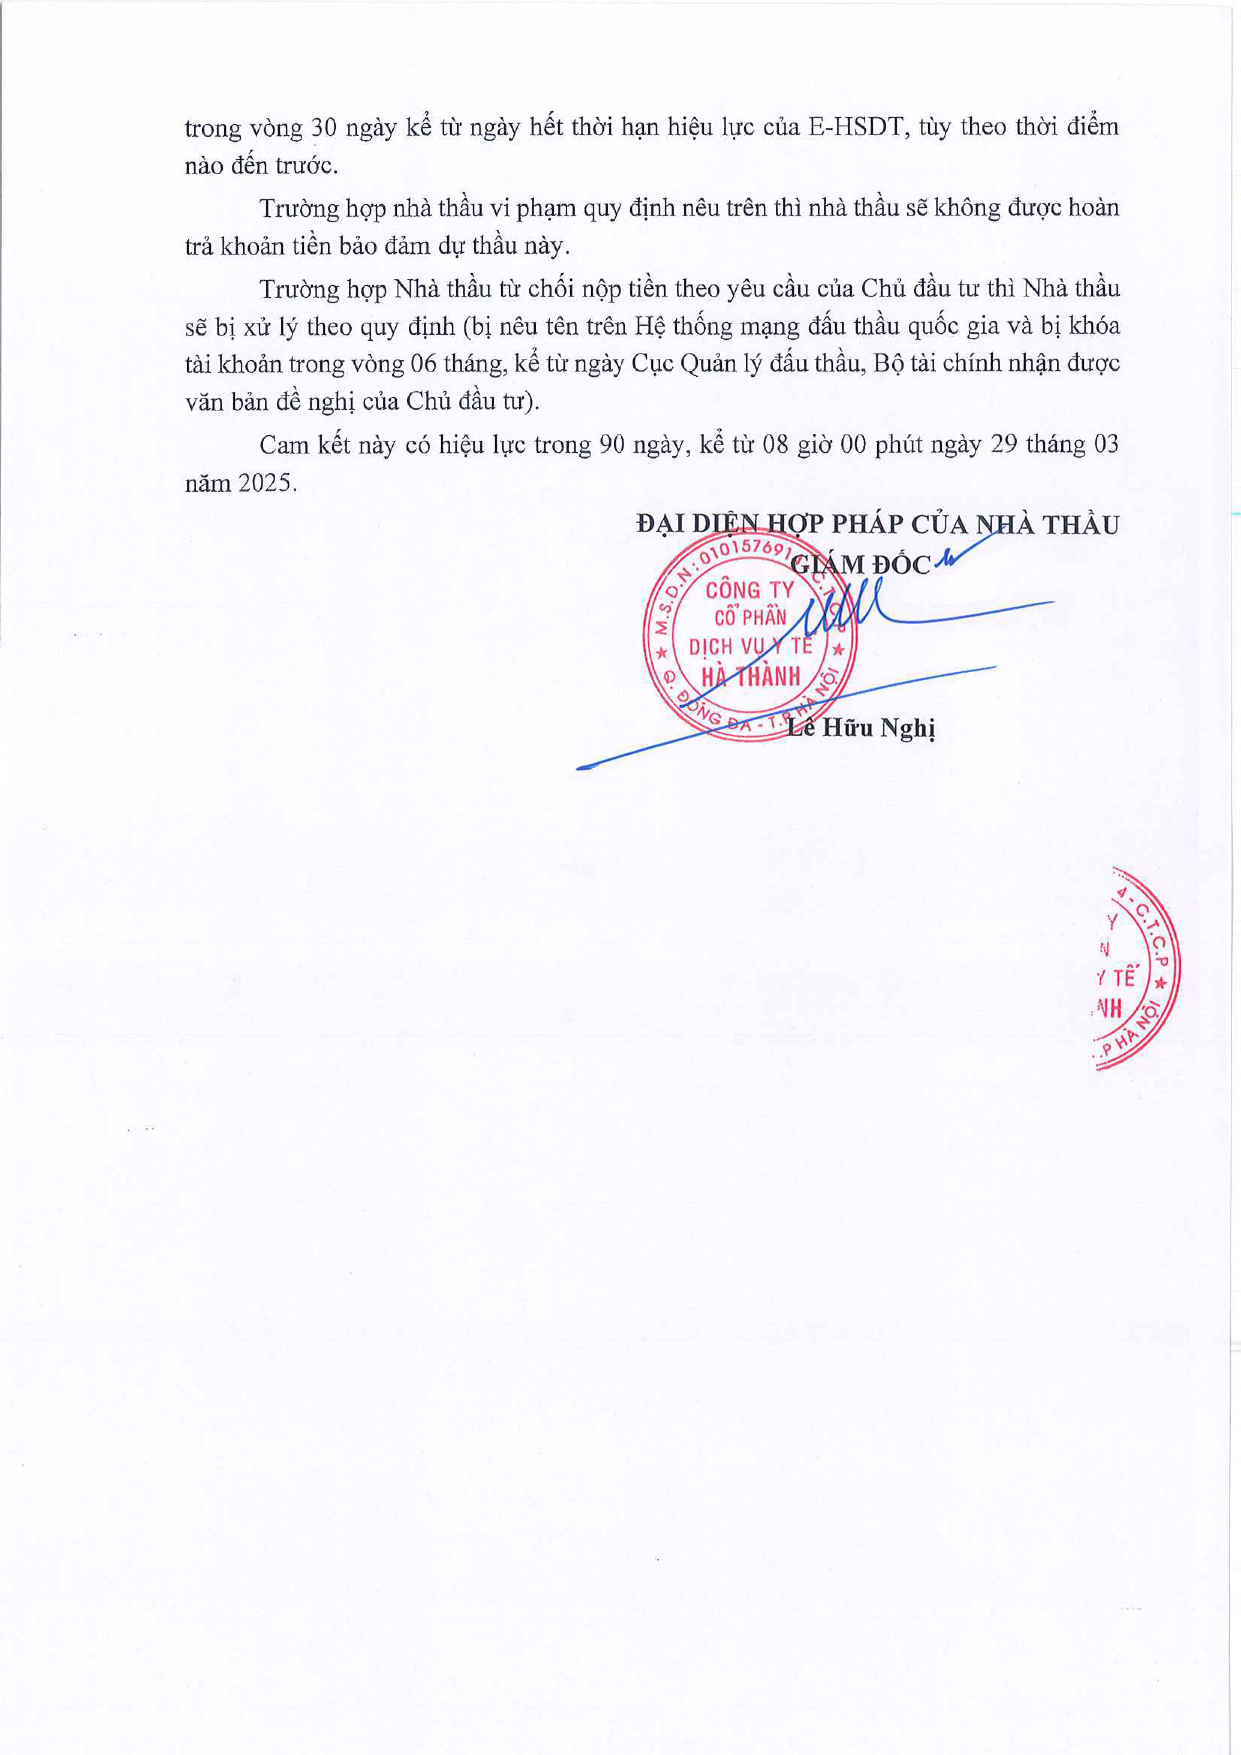 trong vòng 30 ngày kể từ ngày hết thời hạn hiệu lực của E-HSDT, tùy theo thời điểm
nào đến trước.
Trường hợp nhà thầu vi phạm quy định nêu trên thì nhà thầu sẽ không được hoàn
trả khoản tiền bảo đảm dự thầu này.
Trường hợp Nhà thầu từ chối nộp tiền theo yêu cầu của Chủ đầu tư thì Nhà thầu
sẽ bị xử lý theo quy định (bị nêu tên trên Hệ thống mạng đấu thầu quốc gia và bị khóa
tài khoản trong vòng 06 tháng, kể từ ngày Cục Quản lý đấu thầu, Bộ tài chính nhận được
văn bản đề nghị của Chủ đầu tư).
Cam kết này có hiệu lực trong 90 ngày, kể từ 08 giờ 00 phút ngày 29 tháng 03
năm 2025.
ĐẠI DIỆN HỢP PHÁP CỦA NHÀ THẦU
GIÁM ĐỐC
CÔNG TY
CỔ PHẦN
DỊCH VỤ Y TẾ
HÀ THÀNH
Q. ĐỐNG ĐA - T.P HÀ NỘI
Lê Hữu Nghị
- C.T.C.P
Y
N
Y TẾ
NH
.P HÀ NỘI